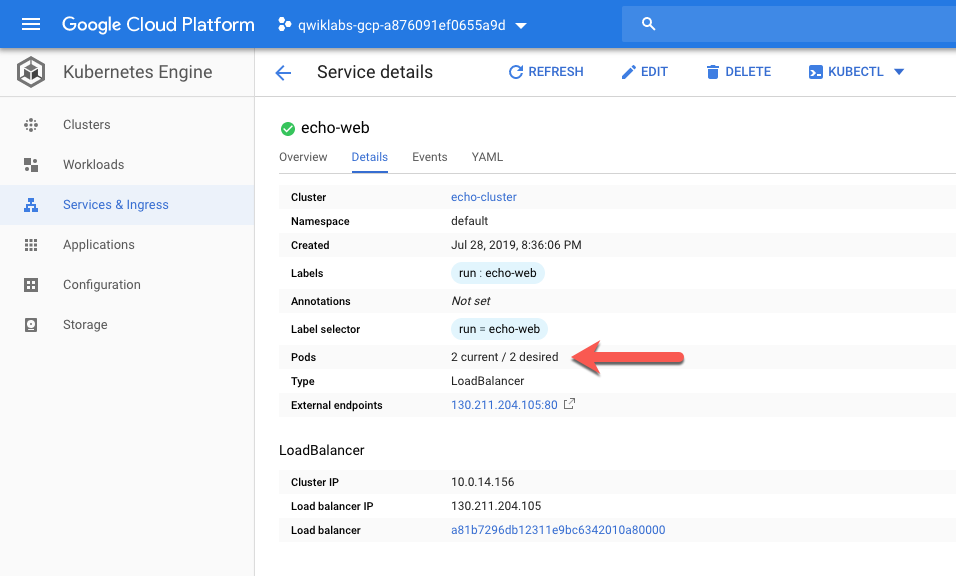 Google Cloud Platform qwiklabs-gcp-a876091ef0655a9d
Kubernetes Engine
Clusters
Workloads
Services & Ingress
Applications
Configuration
Storage
Service details REFRESH EDIT DELETE KUBECTL
echo-web
Overview Details Events YAML
Cluster echo-cluster
Namespace default
Created Jul 28, 2019, 8:36:06 PM
Labels run : echo-web
Annotations Not set
Label selector run = echo-web
Pods 2 current / 2 desired
Type LoadBalancer
External endpoints 130.211.204.105:80
LoadBalancer
Cluster IP 10.0.14.156
Load balancer IP 130.211.204.105
Load balancer a81b7296db12311e9bc6342010a80000